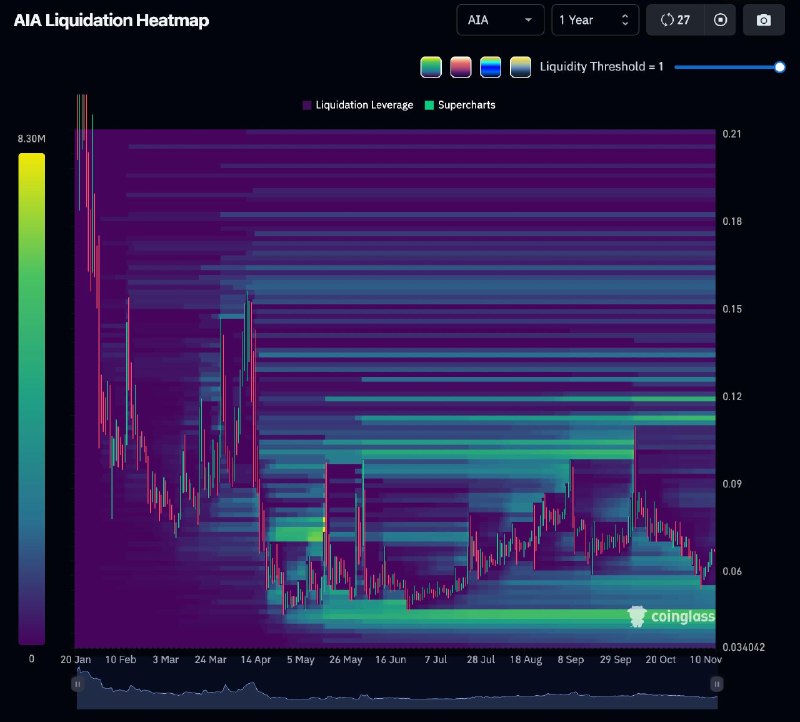 AIA Liquidation Heatmap
AIA
1 Year
27
Liquidity Threshold = 1
Liquidation Leverage
Supercharts
8.30M
0
0.21
0.18
0.15
0.12
0.09
0.06
0.034042
coinglass
20 Jan 10 Feb 3 Mar 24 Mar 14 Apr 5 May 26 May 16 Jun 7 Jul 28 Jul 18 Aug 8 Sep 29 Sep 20 Oct 10 Nov